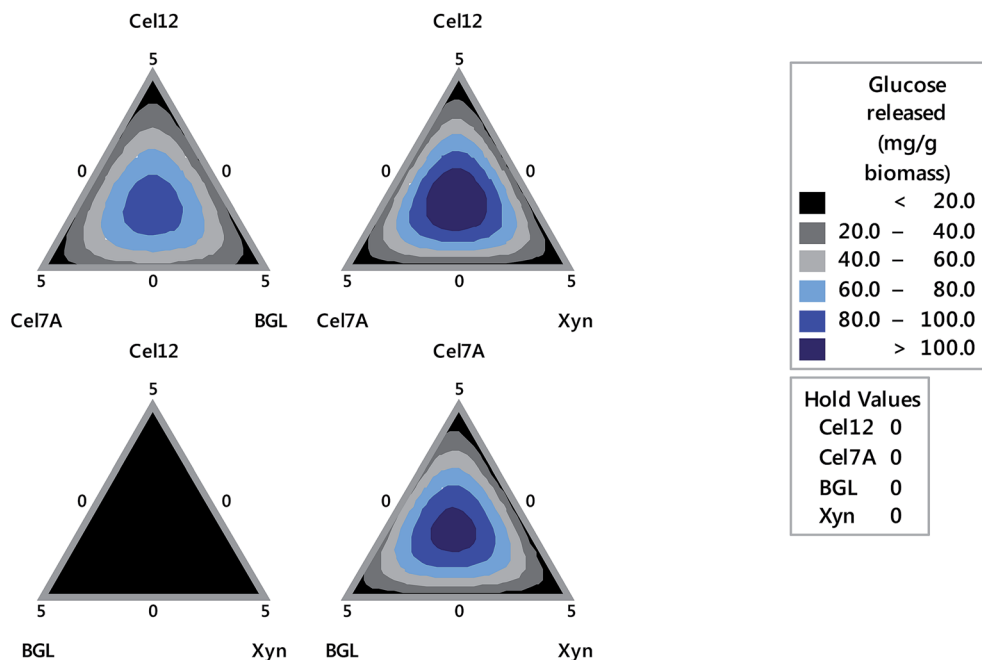 Cel12
5
0 0
5 0 5
Cel7A BGL
Cel12
5
0 0
5 0 5
Cel7A Xyn
Cel12
5
0 0
5 0 5
BGL Xyn
Cel7A
5
0 0
5 0 5
BGL Xyn
Glucose
released
(mg/g
biomass)
< 20.0
20.0 – 40.0
40.0 – 60.0
60.0 – 80.0
80.0 – 100.0
> 100.0
Hold Values
Cel12 0
Cel7A 0
BGL 0
Xyn 0